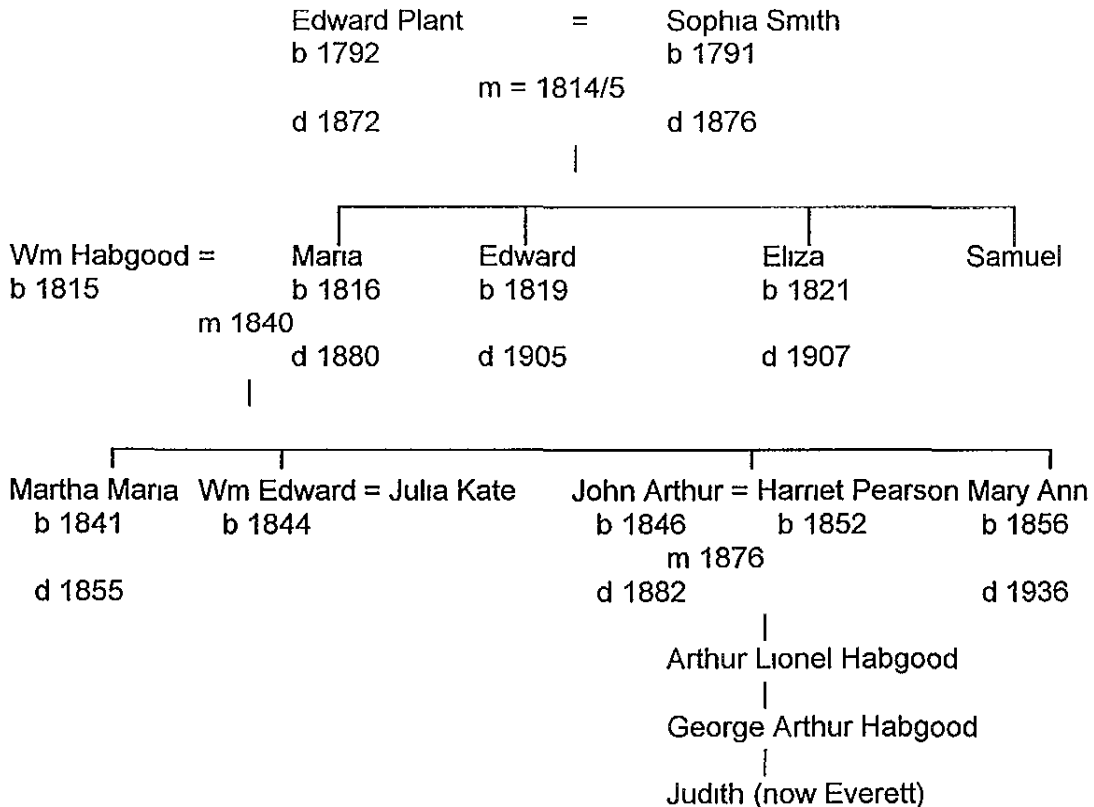 Edward Plant = Sophia Smith
b 1792 b 1791
m = 1814/5
d 1872 d 1876
Wm Habgood = Maria Edward Eliza Samuel
b 1815 b 1816 b 1819 b 1821
m 1840
d 1880 d 1905 d 1907
Martha Maria Wm Edward = Julia Kate John Arthur = Harriet Pearson Mary Ann
b 1841 b 1844 b 1846 b 1852 b 1856
m 1876
d 1855 d 1882 d 1936
Arthur Lionel Habgood
George Arthur Habgood
Judith (now Everett)